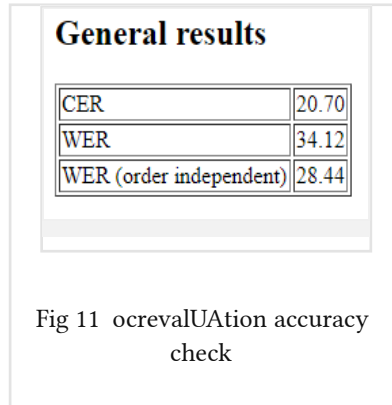 General results
CER 20.70
WER 34.12
WER (order independent) 28.44
Fig 11 ocrevalUAtion accuracy
check